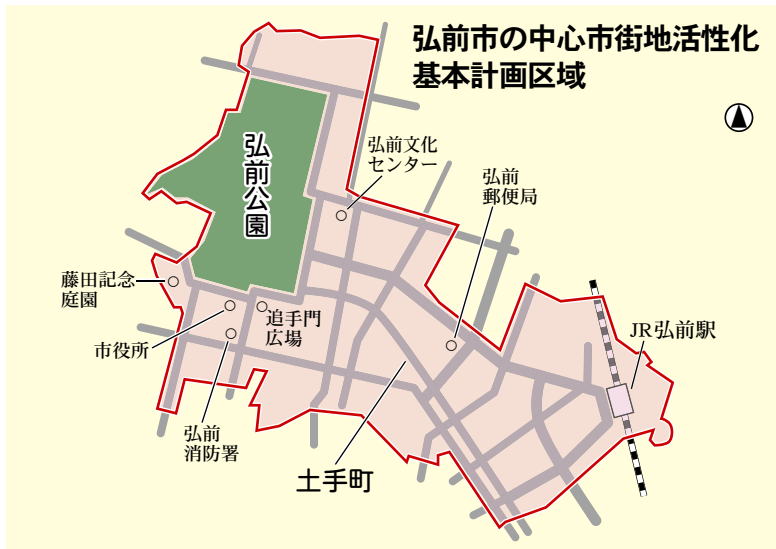 弘前市の中心市街地活性化
基本計画区域
弘前公園
弘前文化
センター
弘前
郵便局
藤田記念
庭園
追手門
広場
市役所
JR弘前駅
弘前
消防署
土手町